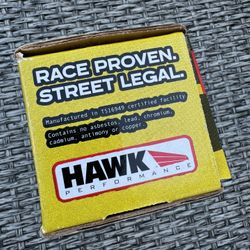 RACE PROVEN.
STREET LEGAL.
Manufactured in TS16949 certified facility
Contains no asbestos, lead, chromium,
cadmium, antimony or copper.
HAWK
PERFORMANCE